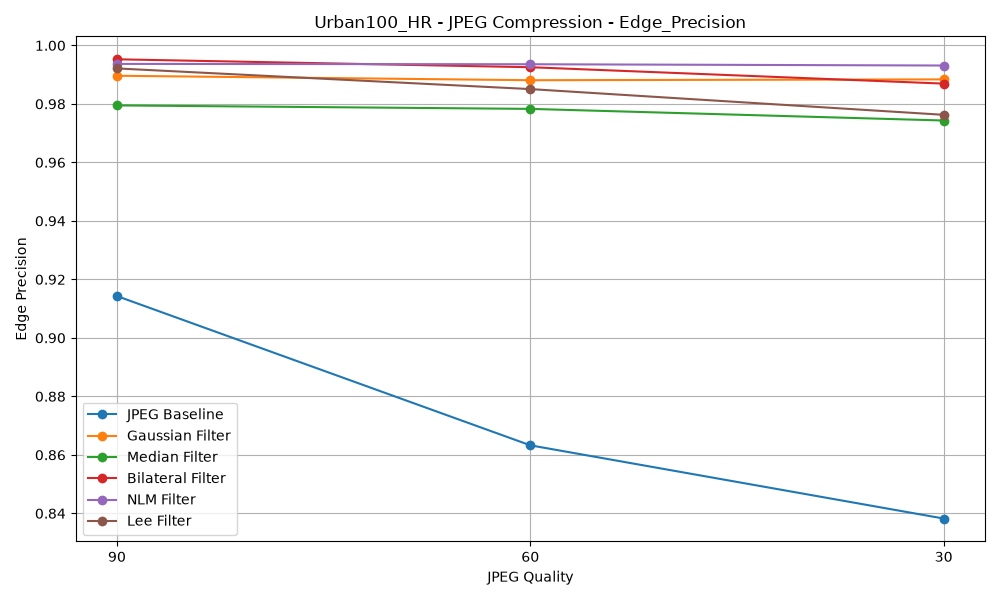 Urban100_HR - JPEG Compression - Edge_Precision
1.00
0.98
0.96
0.94
0.92
0.90
0.88
0.86
0.84
Edge Precision
JPEG Baseline
Gaussian Filter
Median Filter
Bilateral Filter
NLM Filter
Lee Filter
90
60
30
JPEG Quality